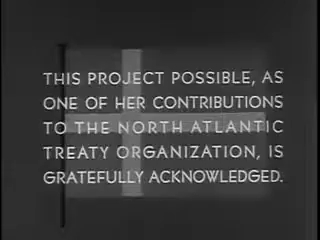 THIS PROJECT POSSIBLE, AS
ONE OF HER CONTRIBUTIONS
TO THE NORTH ATLANTIC
TREATY ORGANIZATION, IS
GRATEFULLY ACKNOWLEDGED.